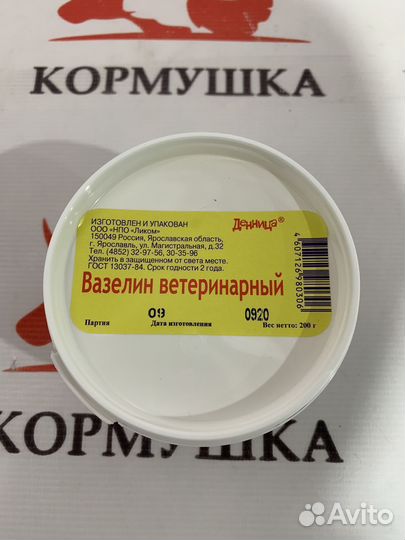 КОРМУШКА
ИЗГОТОВЛЕН И УПАКОВАН
ООО «НПО «Ликом»
150049 Россия, Ярославская область,
г. Ярославль, ул. Магистральная, д.32
Тел. (4852) 32-97-56, 30-35-96
Хранить в защищенном от света месте.
ГОСТ 13037-84. Срок годности 2 года.
Денница®
4607126980306
Вазелин ветеринарный
09 0920
Партия Дата изготовления Вес нетто: 200 г
КОРМУШКА
Avito